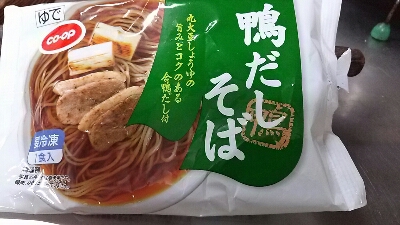 ゆで
CO·OP
鴨だしそば
丸大豆しょうゆの
旨みとコクのある
合鴨だし付
冷凍
1食入